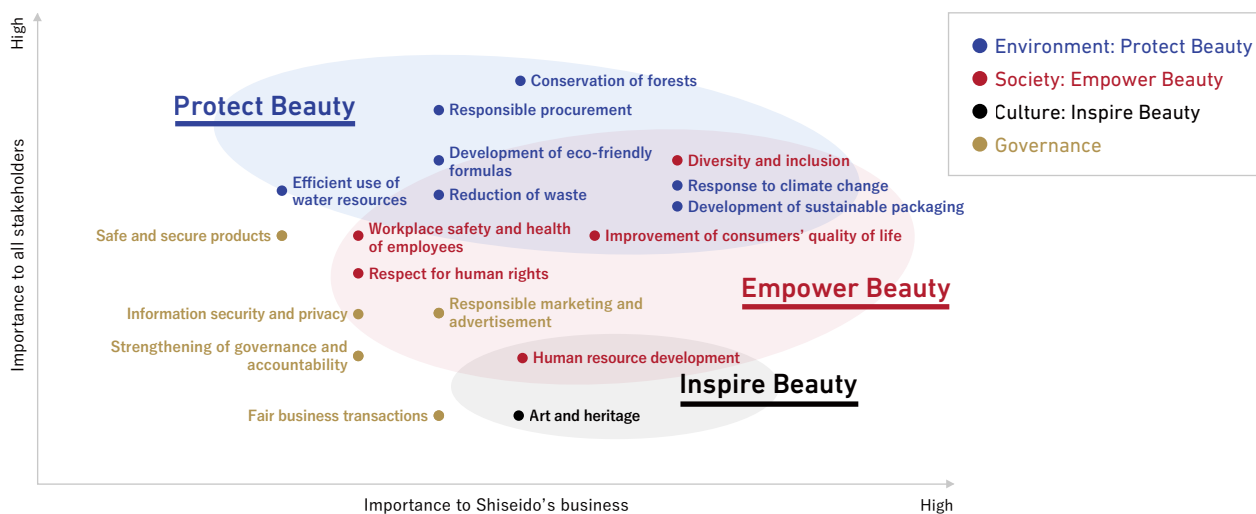 High
Importance to all stakeholders
Protect Beauty
Conservation of forests
Responsible procurement
Development of eco-friendly
formulas
Diversity and inclusion
Efficient use of
water resources
Reduction of waste
Response to climate change
Development of sustainable packaging
Safe and secure products
Workplace safety and health
of employees
Improvement of consumers' quality of life
Respect for human rights
Empower Beauty
Information security and privacy
Responsible marketing and
advertisement
Strengthening of governance and
accountability
Human resource development
Inspire Beauty
Fair business transactions
Art and heritage
Importance to Shiseido's business
High
Environment: Protect Beauty
Society: Empower Beauty
Culture: Inspire Beauty
Governance